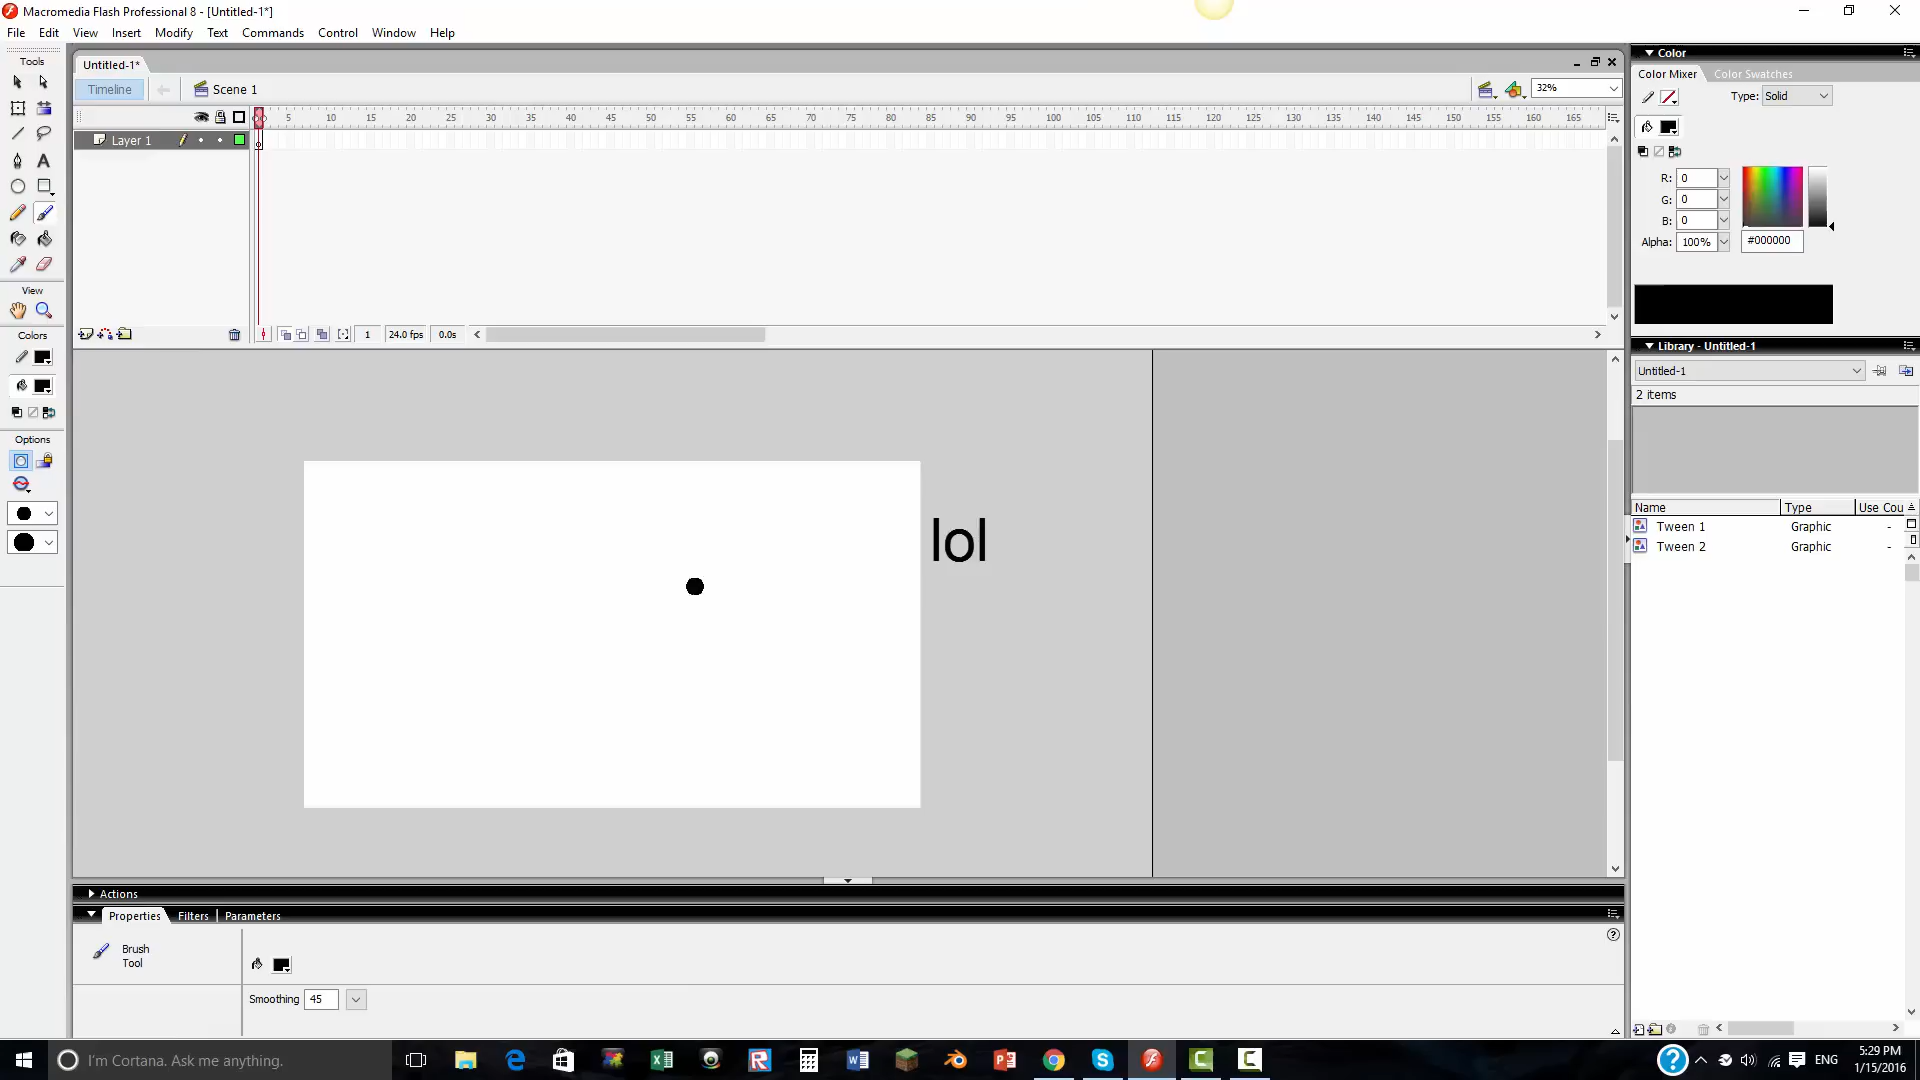 Macromedia Flash Professional 8 - [Untitled-1*]
File Edit View Insert Modify Text Commands Control Window Help
Tools
Untitled-1*
Timeline
Scene 1
32%
5 10 15 20 25 30 35 40 45 50 55 60 65 70 75 80 85 90 95 100 105 110 115 120 125 130 135 140 145 150 155 160 165
Layer 1
1 24.0 fps 0.0s
View
Colors
Options
lol
Actions
Properties Filters Parameters
Brush
Tool
Smoothing 45
Color
Color Mixer Color Swatches
Type: Solid
R: 0
G: 0
B: 0
Alpha: 100% #000000
Library - Untitled-1
Untitled-1
2 items
Name Type Use Cou
Tween 1 Graphic -
Tween 2 Graphic -
I'm Cortana. Ask me anything.
ENG
5:29 PM
1/15/2016